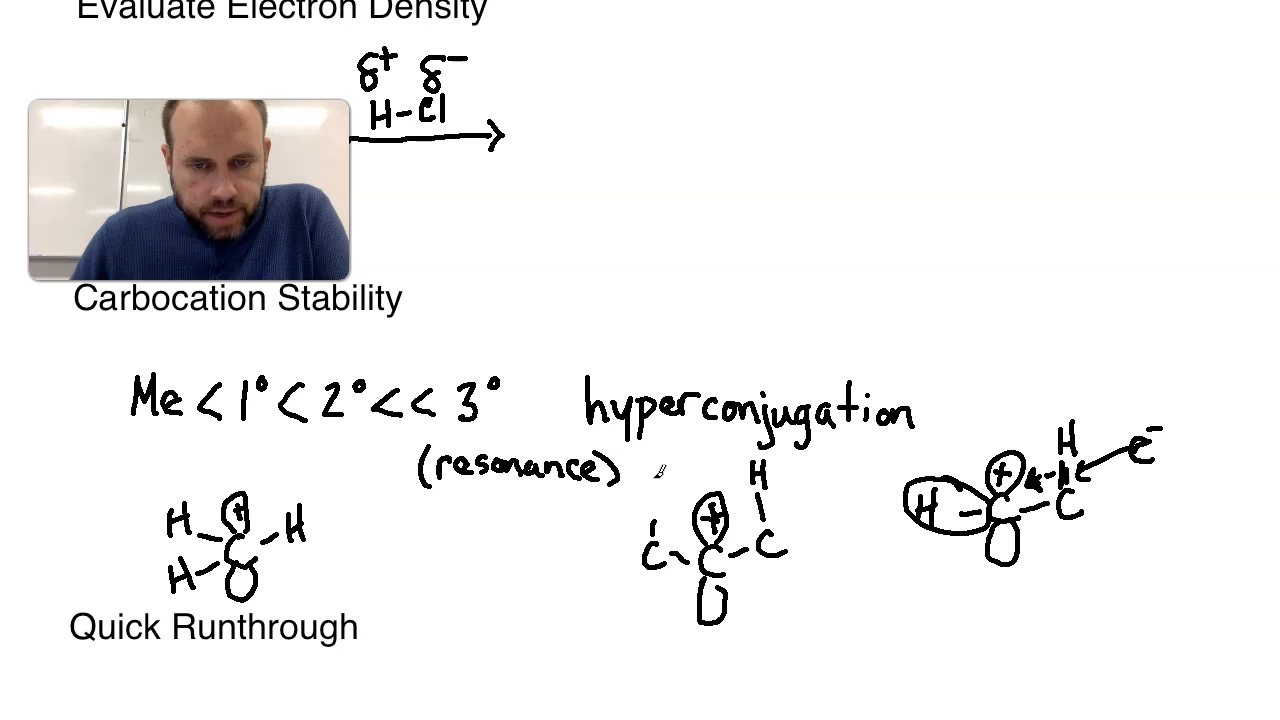 Evaluate Electron Density
δ+ δ−
H-Cl
Carbocation Stability
Me < 1° < 2° << 3° hyperconjugation
(resonance)
H
e−
H
+
H - C - C
H + H
C
H
+
C - C - C
Quick Runthrough